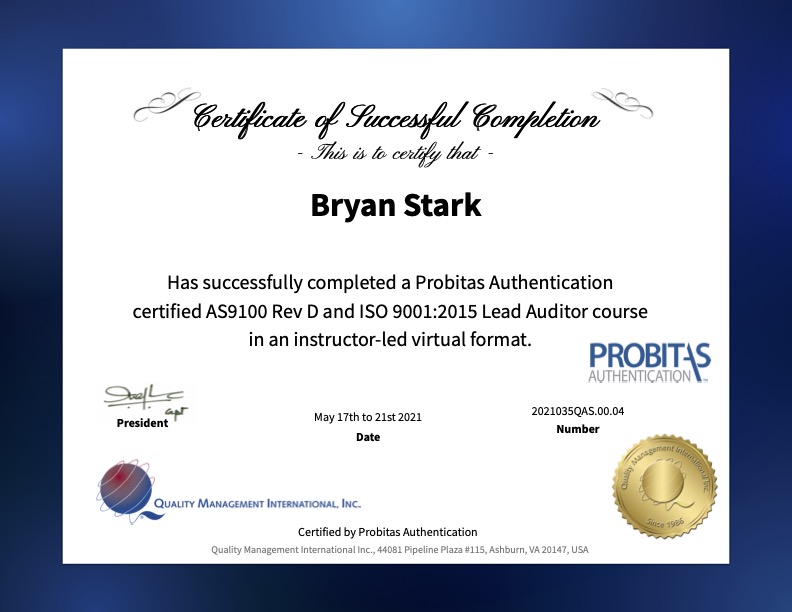 Certificate of Successful Completion
- This is to certify that -
Bryan Stark
Has successfully completed a Probitas Authentication
certified AS9100 Rev D and ISO 9001:2015 Lead Auditor course
in an instructor-led virtual format.
PROBITAS
AUTHENTICATION™
President
May 17th to 21st 2021
Date
2021035QAS.00.04
Number
QUALITY MANAGEMENT INTERNATIONAL, INC.
Quality Management International Inc.
Since 1986
Certified by Probitas Authentication
Quality Management International Inc., 44081 Pipeline Plaza #115, Ashburn, VA 20147, USA